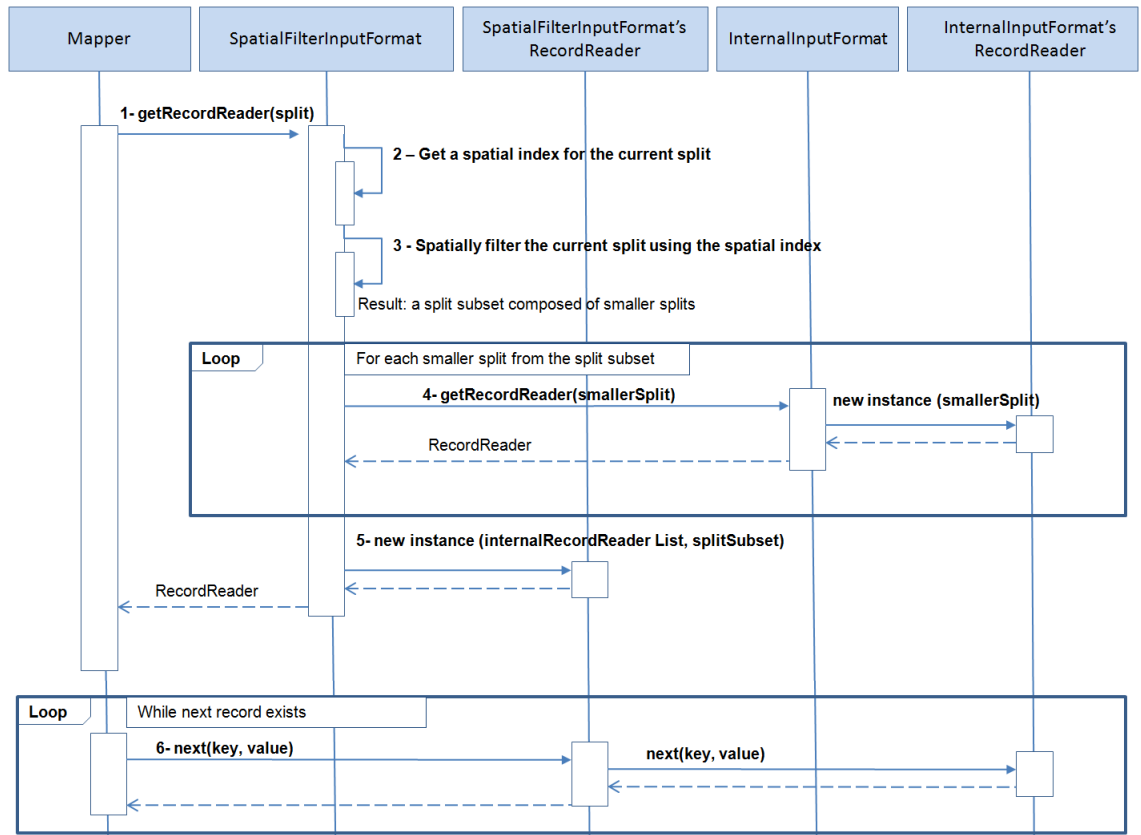 Mapper
SpatialFilterInputFormat
SpatialFilterInputFormat's
RecordReader
InternalInputFormat
InternalInputFormat's
RecordReader
1- getRecordReader(split)
2 – Get a spatial index for the current split
3 - Spatially filter the current split using the spatial index
Result: a split subset composed of smaller splits
Loop
For each smaller split from the split subset
4- getRecordReader(smallerSplit)
new instance (smallerSplit)
RecordReader
5- new instance (internalRecordReader List, splitSubset)
RecordReader
Loop
While next record exists
6- next(key, value)
next(key, value)